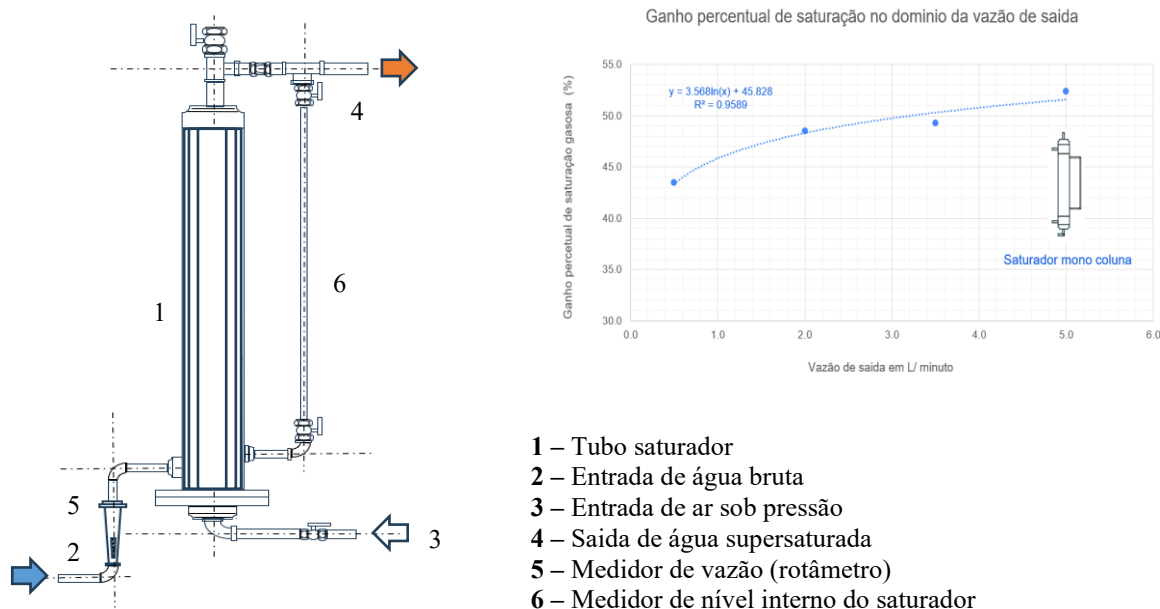 Ganho percentual de saturação no dominio da vazão de saida
Ganho percetual de saturação gasosa (%)
55.0
50.0
45.0
40.0
35.0
30.0
y = 3.568ln(x) + 45.828
R² = 0.9589
Saturador mono coluna
0.0 1.0 2.0 3.0 4.0 5.0 6.0
Vazão de saida em L/ minuto
4
6
1
5
2
3
1 – Tubo saturador
2 – Entrada de água bruta
3 – Entrada de ar sob pressão
4 – Saida de água supersaturada
5 – Medidor de vazão (rotâmetro)
6 – Medidor de nível interno do saturador